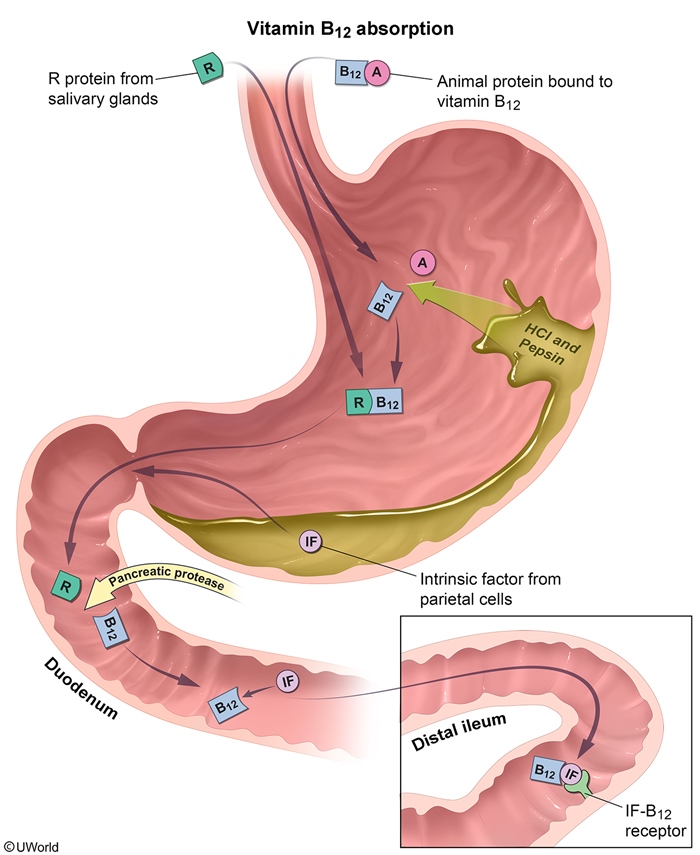 Vitamin B12 absorption
R protein from
salivary glands
R
B12 A
Animal protein bound to
vitamin B12
A
B12
HCl and
Pepsin
R B12
IF
Intrinsic factor from
parietal cells
R
Pancreatic protease
B12
Duodenum
B12
IF
Distal ileum
B12 IF
IF-B12
receptor
©UWorld